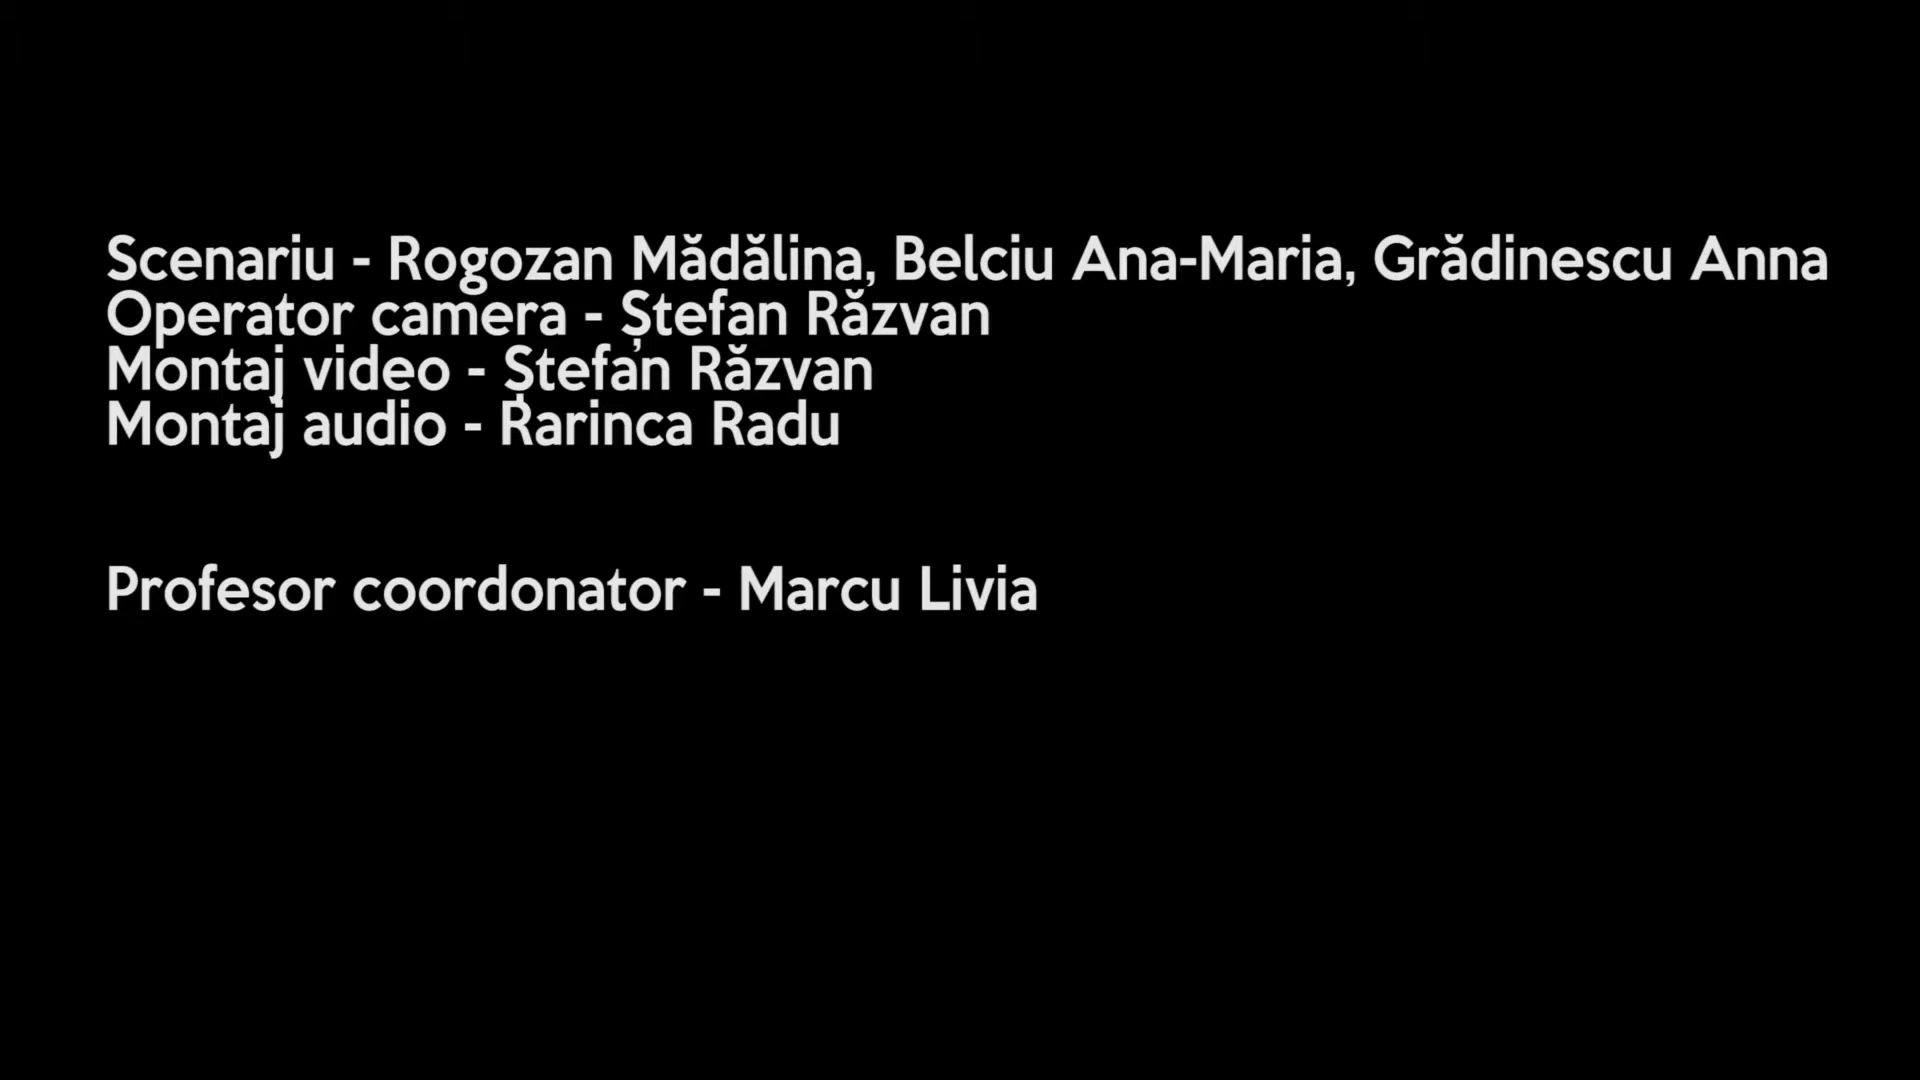 Scenariu - Rogozan Mădălina, Belciu Ana-Maria, Grădinescu Anna
Operator camera - Ștefan Răzvan
Montaj video - Ștefan Răzvan
Montaj audio - Rarinca Radu
Profesor coordonator - Marcu Livia